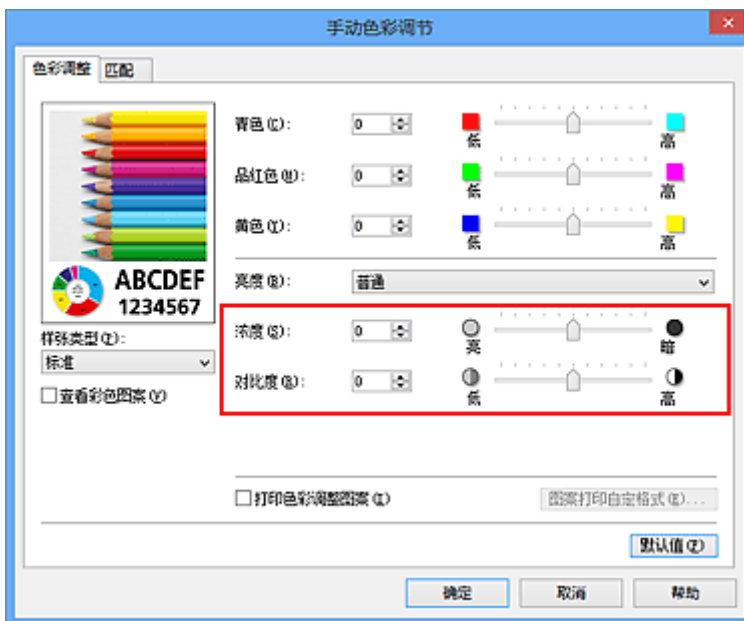 手动色彩调节
色彩调整 匹配
青色(C): 0 低 高
品红色(M): 0 低 高
黄色(Y): 0 低 高
ABCDEF
1234567
亮度(B): 普通
样张类型(T):
标准
浓度(S): 0 亮 暗
查看彩色图案(Y)
对比度(R): 0 低 高
打印色彩调整图案(I) 图案打印自定格式(E)...
默认值(F)
确定 取消 帮助